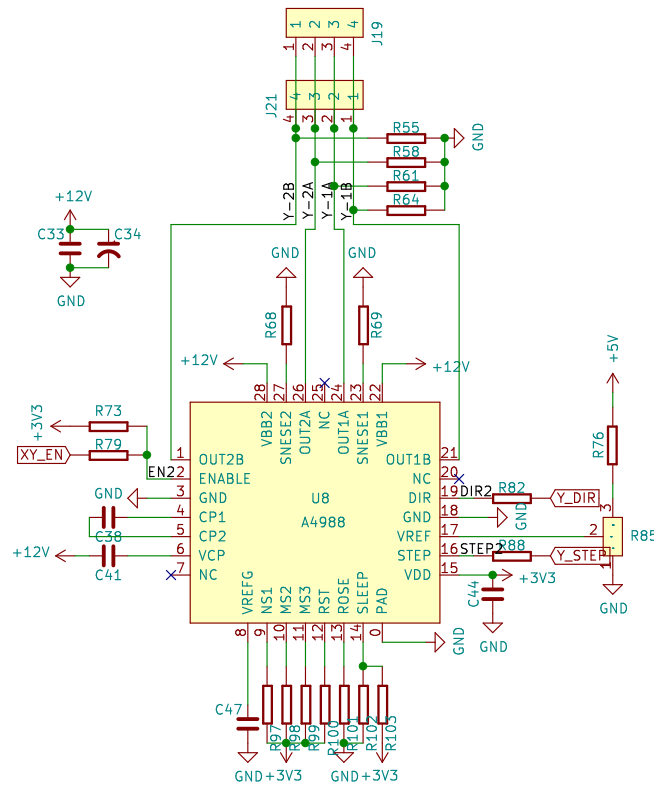 1 2 3 4
J19
1 2 3 4
J21
4 3 2 1
4 3 2 1
R55
GND
R58
R61
R64
Y-2B
Y-2A
Y-1A
Y-1B
+12V
C33
C34
GND
GND
GND
R68
R69
+12V
+12V
+5V
28 27 26 25 24 23 22
VBB2
SNESE2
OUT2A
NC
OUT1A
SNESE1
VBB1
+3V3
R73
R79
XY_EN
R76
1 OUT2B
OUT1B 21
EN2
2 ENABLE
NC 20
GND
3 GND
U8
DIR 19
DIR2
R82
Y_DIR
4 CP1
A4988
GND 18
GND
3
C38
5 CP2
VREF 17
2
R85
+12V
6 VCP
STEP 16
STEP2
R88
Y_STEP
1
C41
7 NC
VDD 15
+3V3
C44
GND
GND
VREFG
NS1
MS2
MS3
RST
ROSE
SLEEP
PAD
8 9 10 11 12 13 14 0
GND
C47
R97
R98
R99
R100
R101
R102
R103
GND
+3V3
GND
+3V3